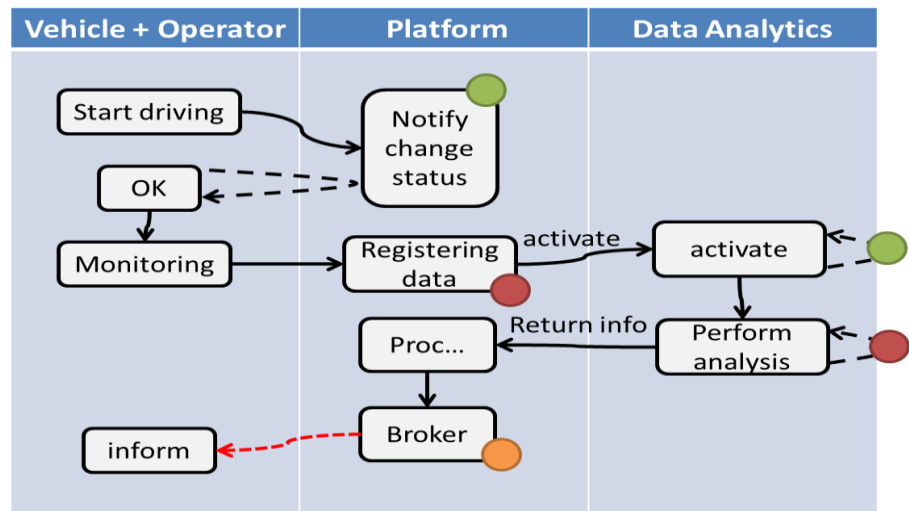 Vehicle + Operator
Platform
Data Analytics
Start driving
Notify
change
status
OK
Monitoring
Registering
data
activate
activate
Return info
Perform
analysis
Proc...
Broker
inform